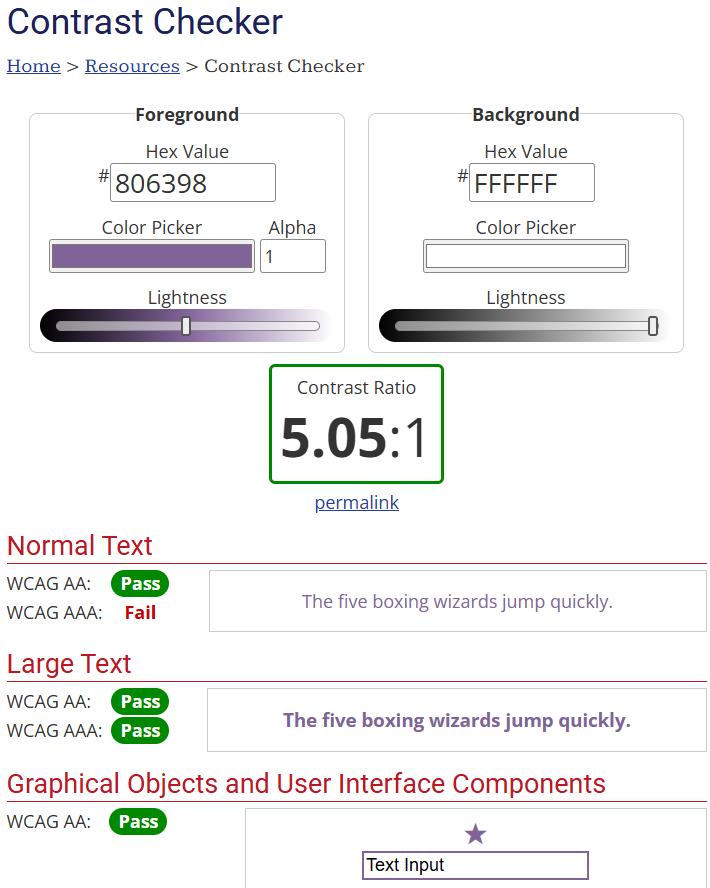 Contrast Checker
Home > Resources > Contrast Checker
Foreground
Hex Value
# 806398
Color Picker Alpha
1
Lightness
Background
Hex Value
# FFFFFF
Color Picker
Lightness
Contrast Ratio
5.05:1
permalink
Normal Text
WCAG AA: Pass
WCAG AAA: Fail
The five boxing wizards jump quickly.
Large Text
WCAG AA: Pass
WCAG AAA: Pass
The five boxing wizards jump quickly.
Graphical Objects and User Interface Components
WCAG AA: Pass
Text Input